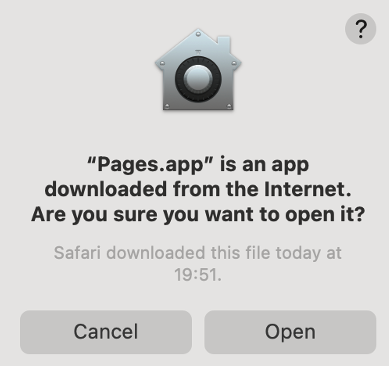 ?
“Pages.app” is an app
downloaded from the Internet.
Are you sure you want to open it?
Safari downloaded this file today at
19:51.
Cancel
Open